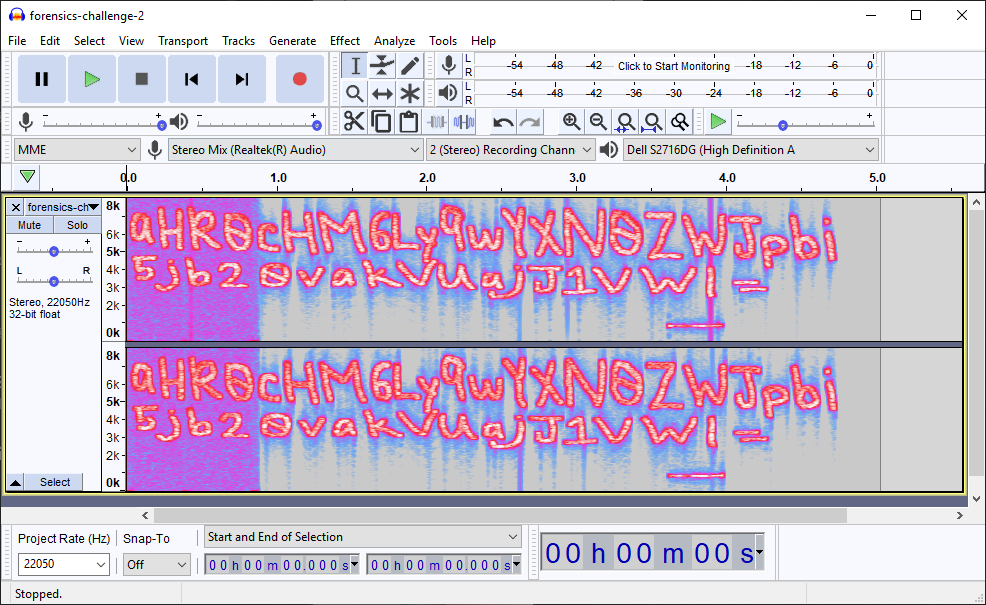 forensics-challenge-2
File Edit Select View Transport Tracks Generate Effect Analyze Tools Help
L R -54 -48 -42 Click to Start Monitoring -18 -12 -6 0
L R -54 -48 -42 -36 -30 -24 -18 -12 -6 0
MME Stereo Mix (Realtek(R) Audio) 2 (Stereo) Recording Chann Dell S2716DG (High Definition A
0.0 1.0 2.0 3.0 4.0 5.0
forensics-ch
Mute Solo
- +
L R
Stereo, 22050Hz
32-bit float
Select
8k
6k
5k
4k
3k
2k
0k
aHR0cHM6Ly9wYXN0ZWJpbi
5jb20vakVUajJ1VWI=
8k
6k
5k
4k
3k
2k
0k
aHR0cHM6Ly9wYXN0ZWJpbi
5jb20vakVUajJ1VWI=
Project Rate (Hz) Snap-To Start and End of Selection
22050 Off 00h00m00.000s 00h00m00.000s 00h00m00s
Stopped.